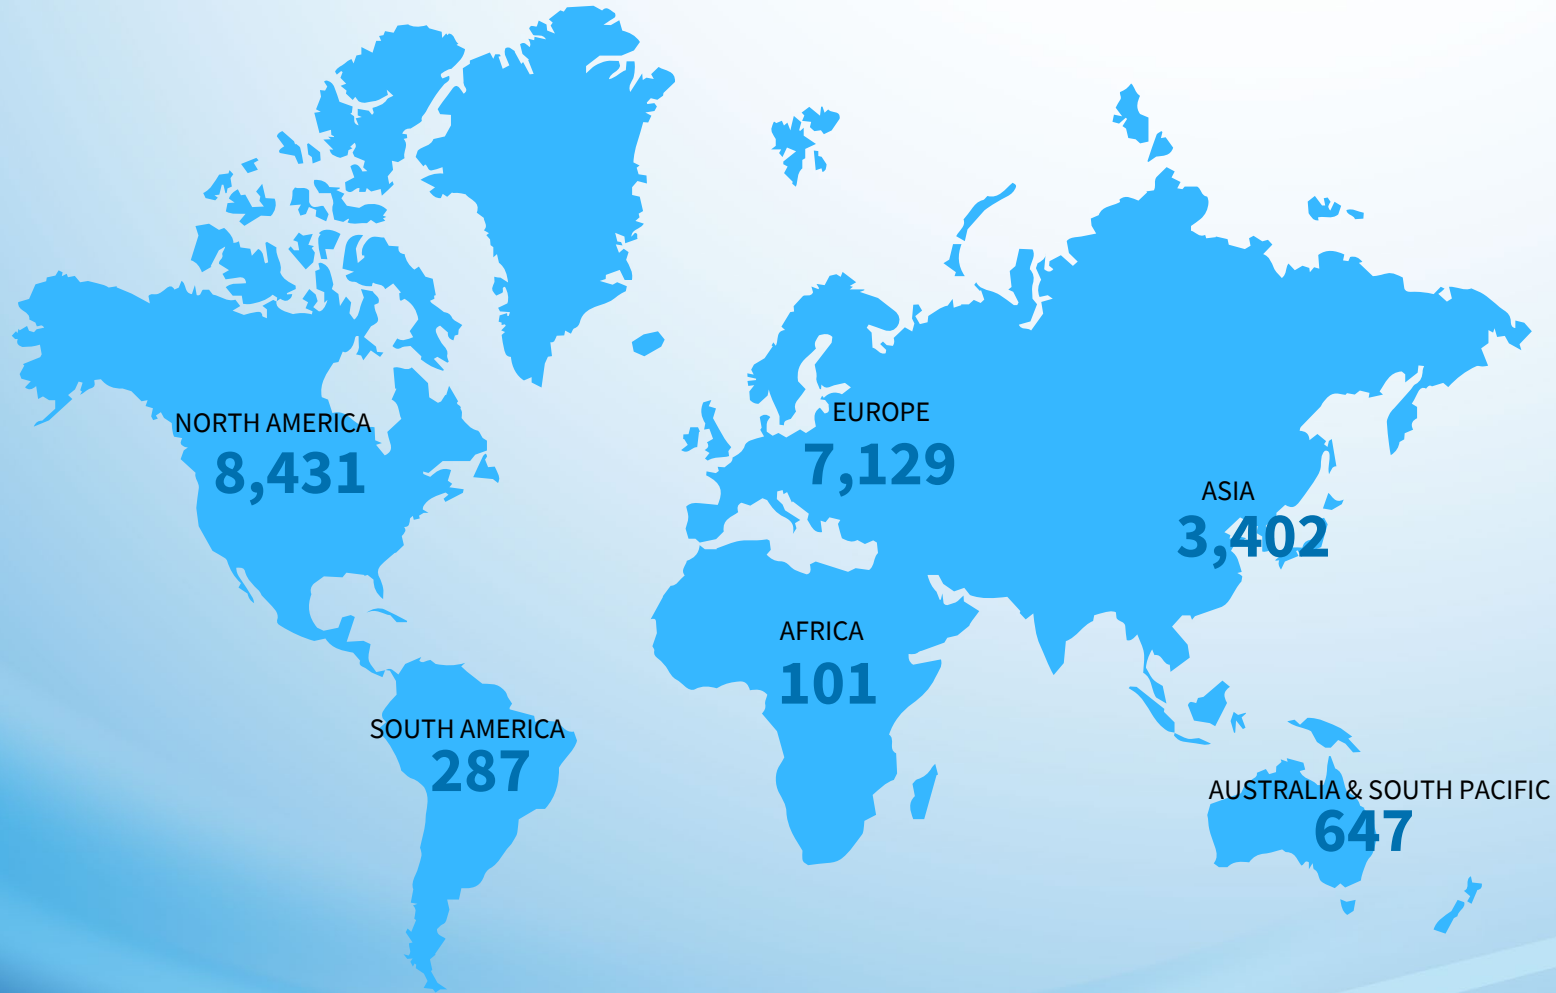 NORTH AMERICA
8,431
EUROPE
7,129
ASIA
3,402
AFRICA
101
SOUTH AMERICA
287
AUSTRALIA & SOUTH PACIFIC
647